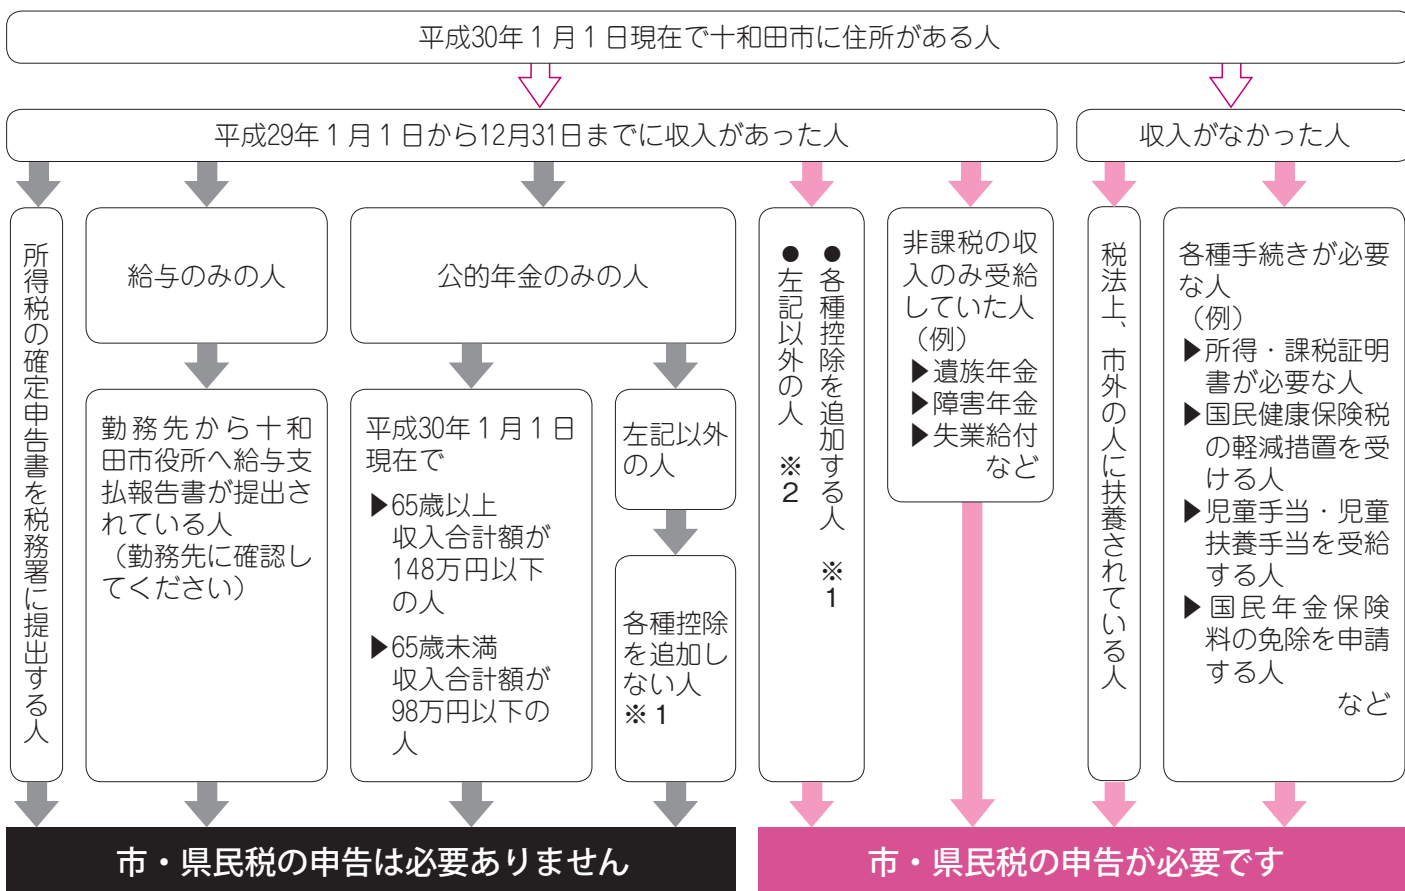 平成30年１月１日現在で十和田市に住所がある人
平成29年１月１日から12月31日までに収入があった人
収入がなかった人
所得税の確定申告書を税務署に提出する人
給与のみの人
勤務先から十和
田市役所へ給与支
払報告書が提出さ
れている人
（勤務先に確認し
てください）
公的年金のみの人
平成30年１月１日
現在で
▶65歳以上
収入合計額が
148万円以下
の人
▶65歳未満
収入合計額が
98万円以下の
人
左記以外
の人
各種控除
を追加し
ない人
※１
●各種控除を追加する人　※１
●左記以外の人　※２
非課税の収
入のみ受給
していた人
（例）
▶遺族年金
▶障害年金
▶失業給付
など
税法上、市外の人に扶養されている人
各種手続きが必要
な人
（例）
▶所得・課税証明
書が必要な人
▶国民健康保険税
の軽減措置を受
ける人
▶児童手当・児童
扶養手当を受給
する人
▶国民年金保険
料の免除を申請
する人
など
市・県民税の申告は必要ありません
市・県民税の申告が必要です